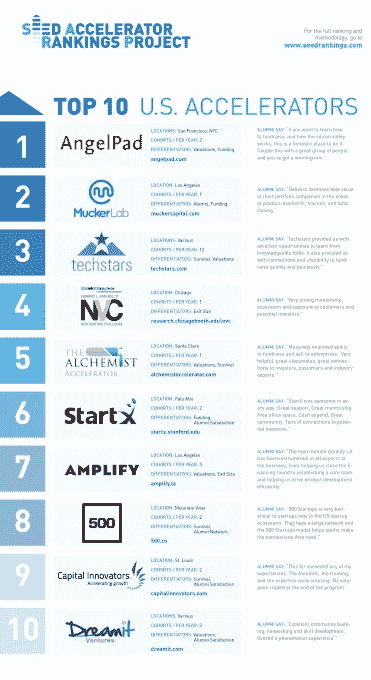 SEED ACCELERATOR
RANKINGS PROJECT
For the full ranking and
methodology, go to
www.seedrankings.com
TOP 10 U.S. ACCELERATORS
1
AngelPad
LOCATIONS: San Francisco, NYC
COHORTS / PER YEAR: 2
DIFFERENTIATORS: Valuations, Funding
angelpad.com
ALUMNI SAY: "If you want to learn how
to fundraise, and how the silicon valley
works, this is a fantastic place to do it.
Couple this with a great group of people
and you've got a winning mix."
2
MuckerLab
LOCATION: Los Angeles
COHORTS / PER YEAR: 1
DIFFERENTIATORS: Alumni, Funding
muckercapital.com
ALUMNI SAY: "Delivers demonstrable value
to their portfolio companies in the areas
of product-market fit, traction, and fund
raising."
3
techstars
LOCATIONS: Various
COHORTS / PER YEAR: 12
DIFFERENTIATORS: Survival, Valuations
techstars.com
ALUMNI SAY: "Techstars provided us with
excellent opportunities to learn from
knowledgeable folks. It also provided us
with connections and credibility to fund-
raise quickly and painlessly."
4
NVC
NEW VENTURE CHALLENGE
LOCATION: Chicago
COHORTS / PER YEAR: 1
DIFFERENTIATORS: Exit Size
research.chicagobooth.edu/nvc
ALUMNI SAY: "Very strong mentorship,
ecosystem and exposure to customers and
potential investors."
5
THE
ALCHEMIST
ACCELERATOR
LOCATION: Santa Clara
COHORTS / PER YEAR: 1
DIFFERENTIATORS: Valuations, Survival
alchemistaccelerator.com
ALUMNI SAY: "Massively improved ability
to fundraise and sell to enterprises. Very
helpful, great classmates, great connec-
tions to investors, customers and industry
experts."
6
StartX
LOCATION: Palo Alto
COHORTS / PER YEAR: 2
DIFFERENTIATORS: Funding,
Alumni Satisfaction
startx.stanford.edu
ALUMNI SAY: "StartX was awesome in ev-
ery way: Great support. Great mentorship.
Free office space. Cash stipend. Great
community. Tons of connections to poten-
tial investors."
7
AMPLIFY
LOCATION: Los Angeles
COHORTS / PER YEAR: 3
DIFFERENTIATORS: Valuations, Exit Size
amplify.la
ALUMNI SAY: "The team behind Amplify LA
has been instrumental in all aspects of
the business, from helping us close the fi-
nancing round to establishing a core team
and helping us drive product development
efficiently.
8
500
LOCATION: Mountain View
COHORTS / PER YEAR: 2
DIFFERENTIATORS: Survival,
Alumni Network
500.co
ALUMNI SAY: "500 Startups is very ben-
eficial to startups new to the US startup
ecosystem. They have a large network and
the 500 Startups model helps teams make
the connections they need."
9
Capital Innovators
Accelerating growth
LOCATION: St. Louis
COHORTS / PER YEAR: 2
DIFFERENTIATORS: Survival,
Alumni Satisfaction
capitalinnovators.com
ALUMNI SAY: "This far exceeded any of my
expectations. The mentors, the training,
and the expertise were amazing. My valu-
ation tripled at the end of the program."
10
Dreamit
Ventures
LOCATIONS: Various
COHORTS / PER YEAR: 3
DIFFERENTIATORS: Valuations,
Alumni Satisfaction
dreamit.com
ALUMNI SAY: "Excellent community build-
ing, networking and skill development.
Overall a phenomenal experience."